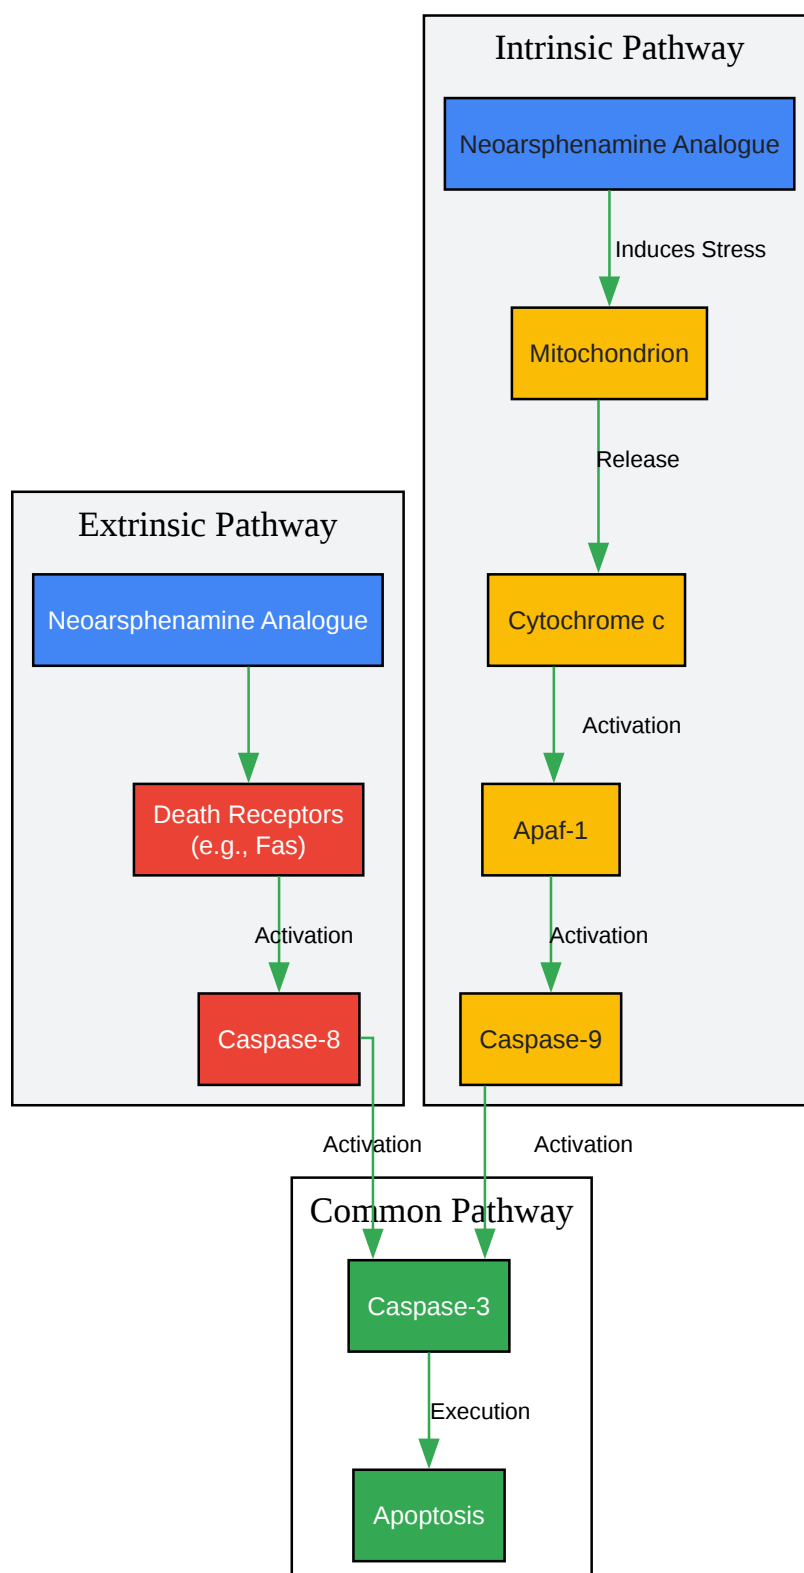 Intrinsic Pathway
Neoarsphenamine Analogue
Induces Stress
Mitochondrion
Release
Cytochrome c
Activation
Apaf-1
Activation
Caspase-9
Activation
Extrinsic Pathway
Neoarsphenamine Analogue
Death Receptors
(e.g., Fas)
Activation
Caspase-8
Activation
Common Pathway
Caspase-3
Execution
Apoptosis